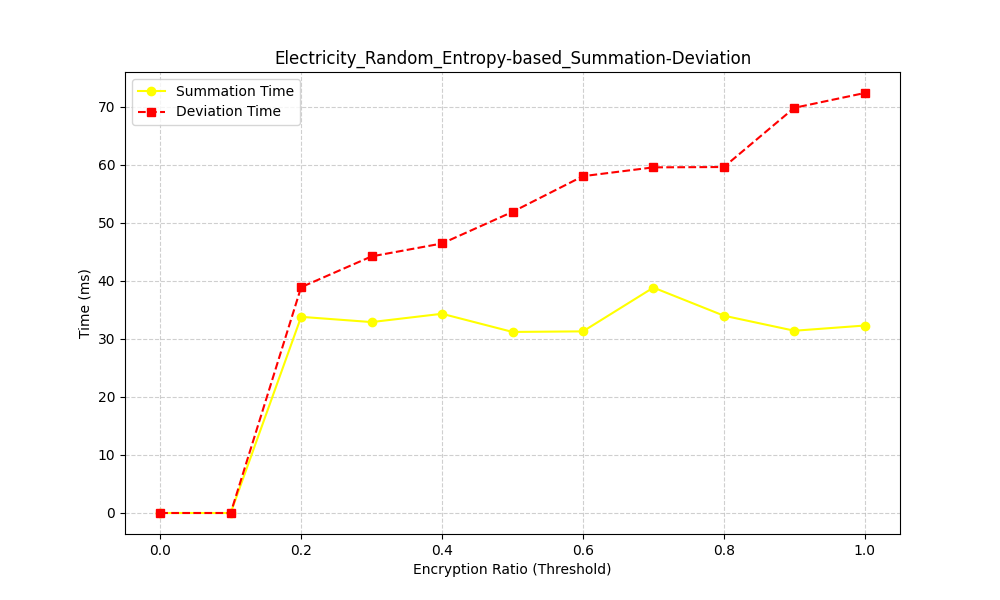 Electricity_Random_Entropy-based_Summation-Deviation
Summation Time
Deviation Time
70
60
50
40
30
20
10
0
Time (ms)
0.0 0.2 0.4 0.6 0.8 1.0
Encryption Ratio (Threshold)